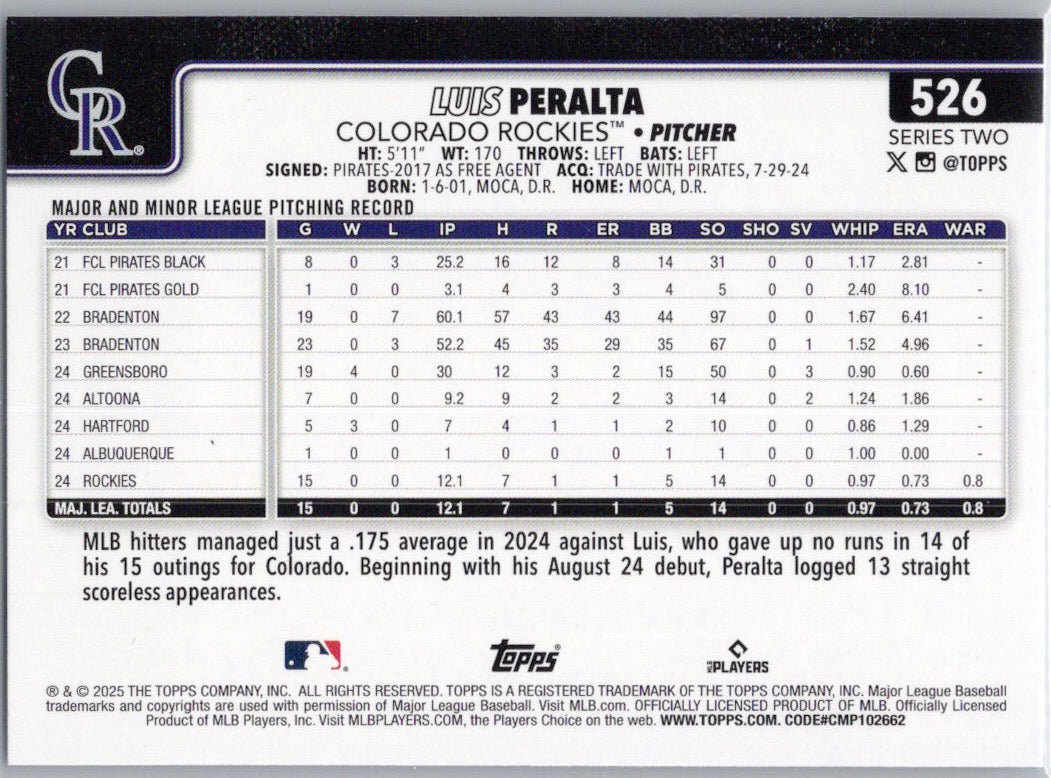 CR®
526
LUIS PERALTA
COLORADO ROCKIES™ • PITCHER
SERIES TWO
@TOPPS
HT: 5'11" WT: 170 THROWS: LEFT BATS: LEFT
SIGNED: PIRATES-2017 AS FREE AGENT ACQ: TRADE WITH PIRATES, 7-29-24
BORN: 1-6-01, MOCA, D.R. HOME: MOCA, D.R.
MAJOR AND MINOR LEAGUE PITCHING RECORD
YR CLUB G W L IP H R ER BB SO SHO SV WHIP ERA WAR
21 FCL PIRATES BLACK 8 0 3 25.2 16 12 8 14 31 0 0 1.17 2.81 -
21 FCL PIRATES GOLD 1 0 0 3.1 4 3 3 4 5 0 0 2.40 8.10 -
22 BRADENTON 19 0 7 60.1 57 43 43 44 97 0 0 1.67 6.41 -
23 BRADENTON 23 0 3 52.2 45 35 29 35 67 0 1 1.52 4.96 -
24 GREENSBORO 19 4 0 30 12 3 2 15 50 0 3 0.90 0.60 -
24 ALTOONA 7 0 0 9.2 9 2 2 3 14 0 2 1.24 1.86 -
24 HARTFORD 5 3 0 7 4 1 1 2 10 0 0 0.86 1.29 -
24 ALBUQUERQUE 1 0 0 1 0 0 0 1 1 0 0 1.00 0.00 -
24 ROCKIES 15 0 0 12.1 7 1 1 5 14 0 0 0.97 0.73 0.8
MAJ. LEA. TOTALS 15 0 0 12.1 7 1 1 5 14 0 0 0.97 0.73 0.8
MLB hitters managed just a .175 average in 2024 against Luis, who gave up no runs in 14 of
his 15 outings for Colorado. Beginning with his August 24 debut, Peralta logged 13 straight
scoreless appearances.
Topps®
MLB PLAYERS
® & © 2025 THE TOPPS COMPANY, INC. ALL RIGHTS RESERVED. TOPPS IS A REGISTERED TRADEMARK OF THE TOPPS COMPANY, INC. Major League Baseball
trademarks and copyrights are used with permission of Major League Baseball. Visit MLB.com. OFFICIALLY LICENSED PRODUCT OF MLB. Officially Licensed
Product of MLB Players, Inc. Visit MLBPLAYERS.COM, the Players Choice on the web. WWW.TOPPS.COM. CODE#CMP102662